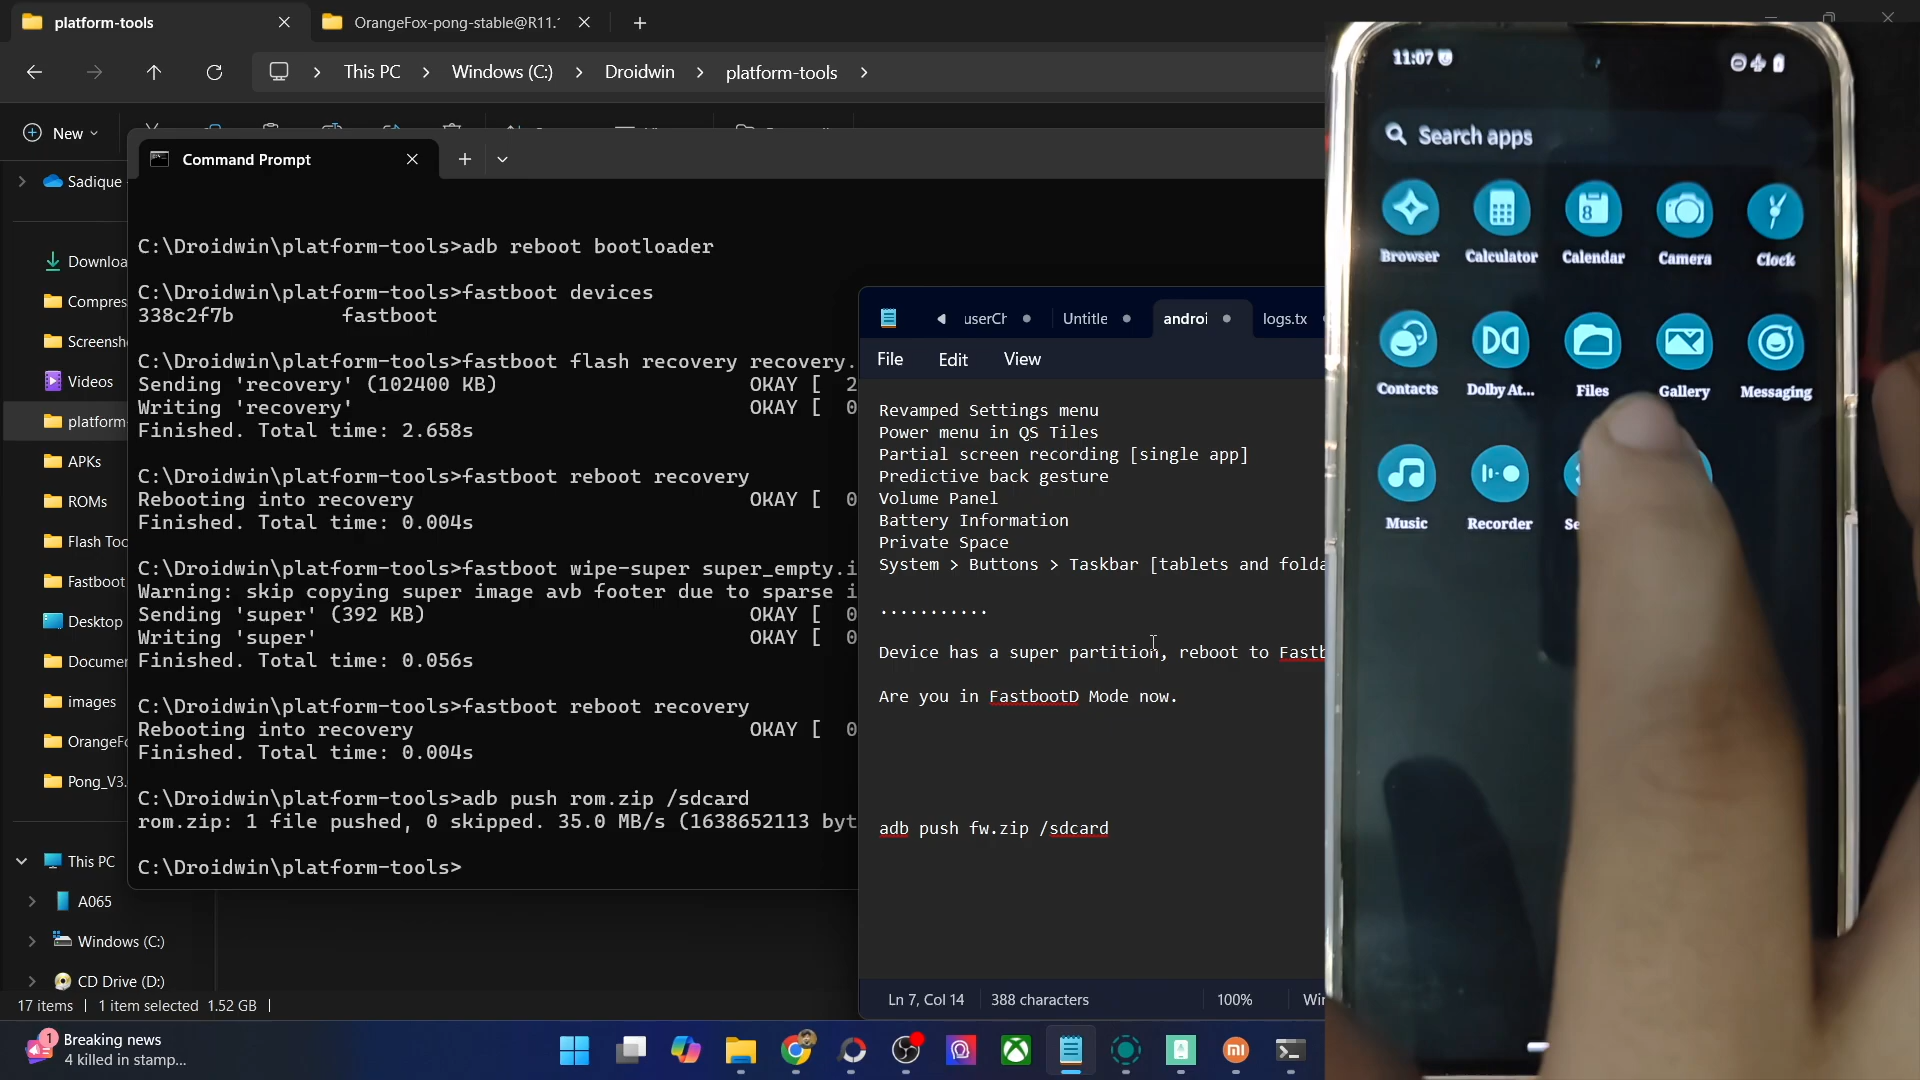 platform-tools
OrangeFox-pong-stable@R11.
This PC > Windows (C:) > Droidwin > platform-tools >
New
Sadique
Downloa
Compres
Screensh
Videos
platform-
APKs
ROMs
Flash Too
Fastboot
Desktop
Documen
images
OrangeFo
Pong_V3.
This PC
A065
Windows (C:)
CD Drive (D:)
17 items | 1 item selected 1.52 GB |
Command Prompt
C:\Droidwin\platform-tools>adb reboot bootloader
C:\Droidwin\platform-tools>fastboot devices
338c2f7b fastboot
C:\Droidwin\platform-tools>fastboot flash recovery recovery.
Sending 'recovery' (102400 KB) OKAY [ 2
Writing 'recovery' OKAY [ 0
Finished. Total time: 2.658s
C:\Droidwin\platform-tools>fastboot reboot recovery
Rebooting into recovery OKAY [ 0
Finished. Total time: 0.004s
C:\Droidwin\platform-tools>fastboot wipe-super super_empty.i
Warning: skip copying super image avb footer due to sparse i
Sending 'super' (392 KB) OKAY [ 0
Writing 'super' OKAY [ 0
Finished. Total time: 0.056s
C:\Droidwin\platform-tools>fastboot reboot recovery
Rebooting into recovery OKAY [ 0
Finished. Total time: 0.004s
C:\Droidwin\platform-tools>adb push rom.zip /sdcard
rom.zip: 1 file pushed, 0 skipped. 35.0 MB/s (1638652113 byt
C:\Droidwin\platform-tools>
userCh
Untitle
androi
logs.tx
File Edit View
Revamped Settings menu
Power menu in QS Tiles
Partial screen recording [single app]
Predictive back gesture
Volume Panel
Battery Information
Private Space
System > Buttons > Taskbar [tablets and folda
...........
Device has a super partition, reboot to Fastb
Are you in FastbootD Mode now.
adb push fw.zip /sdcard
Ln 7, Col 14
388 characters
100%
Win
1
Breaking news
4 killed in stamp...
11:07
Search apps
8
Browser
Calculator
Calendar
Camera
Clock
Contacts
Dolby At...
Files
Gallery
Messaging
Music
Recorder
Se